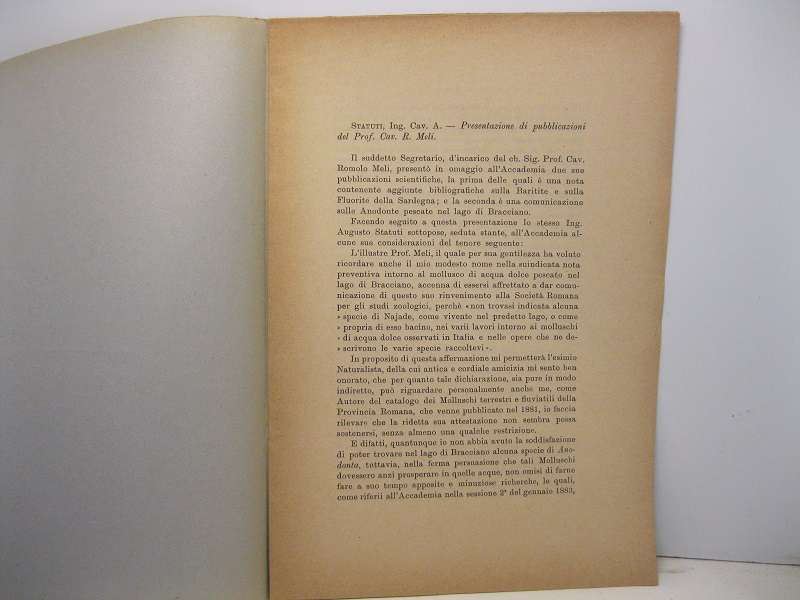 STATUTI, Ing. Cav. A. — Presentazione di pubblicazioni
del Prof. Cav. R. Meli.
Il suddetto Segretario, d'incarico del ch. Sig. Prof. Cav.
Romolo Meli, presentò in omaggio all'Accademia due sue
pubblicazioni scientifiche, la prima delle quali è una nota
contenente aggiunte bibliografiche sulla Baritite e sulla
Fluorite della Sardegna; e la seconda è una comunicazione
sulle Anodonte pescate nel lago di Bracciano.
Facendo seguito a questa presentazione lo stesso Ing.
Augusto Statuti sottopose, seduta stante, all'Accademia al-
cune sue considerazioni del tenore seguente:
L'illustre Prof. Meli, il quale per sua gentilezza ha voluto
ricordare anche il mio modesto nome nella suindicata nota
preventiva intorno al mollusco di acqua dolce pescato nel
lago di Bracciano, accenna di essersi affrettato a dar comu-
nicazione di questo suo rinvenimento alla Società Romana
per gli studi zoologici, perchè « non trovasi indicata alcuna
» specie di Najade, come vivente nel predetto lago, o come
» propria di esso bacino, nei varii lavori intorno ai molluschi
» di acqua dolce osservati in Italia e nelle opere che ne de-
» scrivono le varie specie raccoltevi ».
In proposito di questa affermazione mi permetterà l'esimio
Naturalista, della cui antica e cordiale amicizia mi sento ben
onorato, che per quanto tale dichiarazione, sia pure in modo
indiretto, può riguardare personalmente anche me, come
Autore del catalogo dei Molluschi terrestri e fluviatili della
Provincia Romana, che venne pubblicato nel 1881, io faccia
rilevare che la ridetta sua attestazione non sembra possa
sostenersi, senza almeno una qualche restrizione.
E difatti, quantunque io non abbia avuto la soddisfazione
di poter trovare nel lago di Bracciano alcuna specie di Ano-
donta, tuttavia, nella ferma persuasione che tali Molluschi
dovessero anzi prosperare in quelle acque, non omisi di farne
fare a suo tempo apposite e minuziose ricerche, le quali,
come riferii all'Accademia nella sessione 2ª del gennaio 1883,